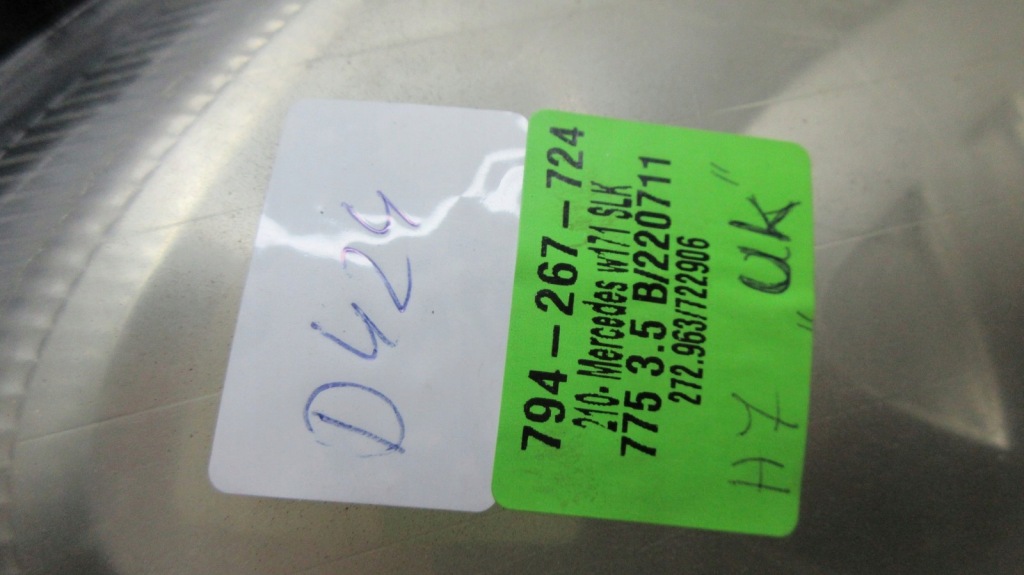 D424
794-267-724
210- Mercedes w171 SLK
775 3.5 B/220711
272.963/722906
H7 "uk"